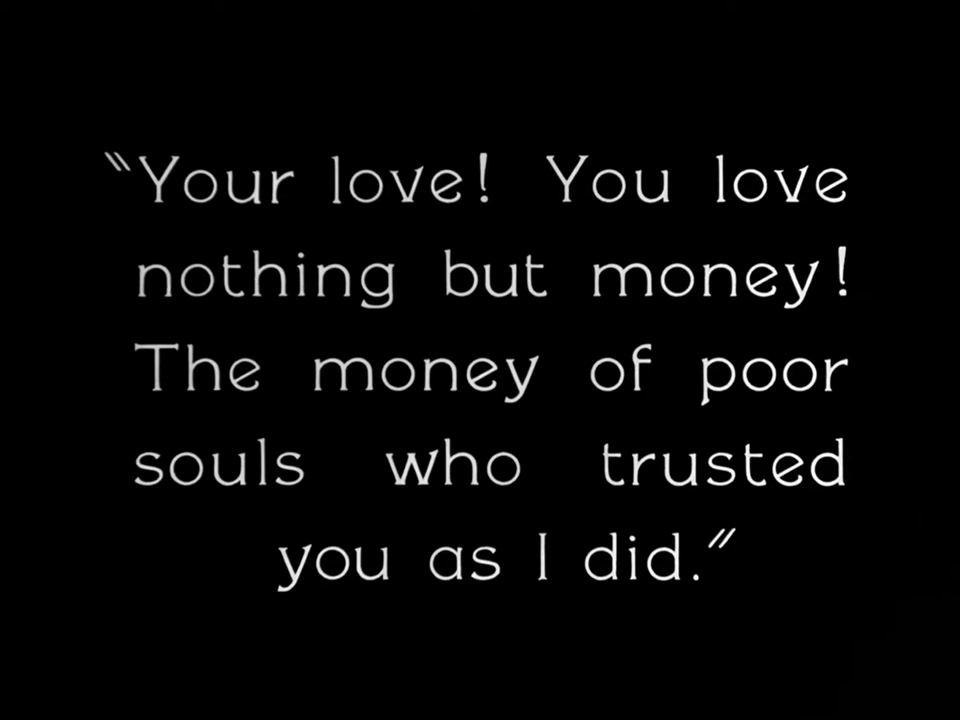 “Your love! You love
nothing but money!
The money of poor
souls who trusted
you as I did.”